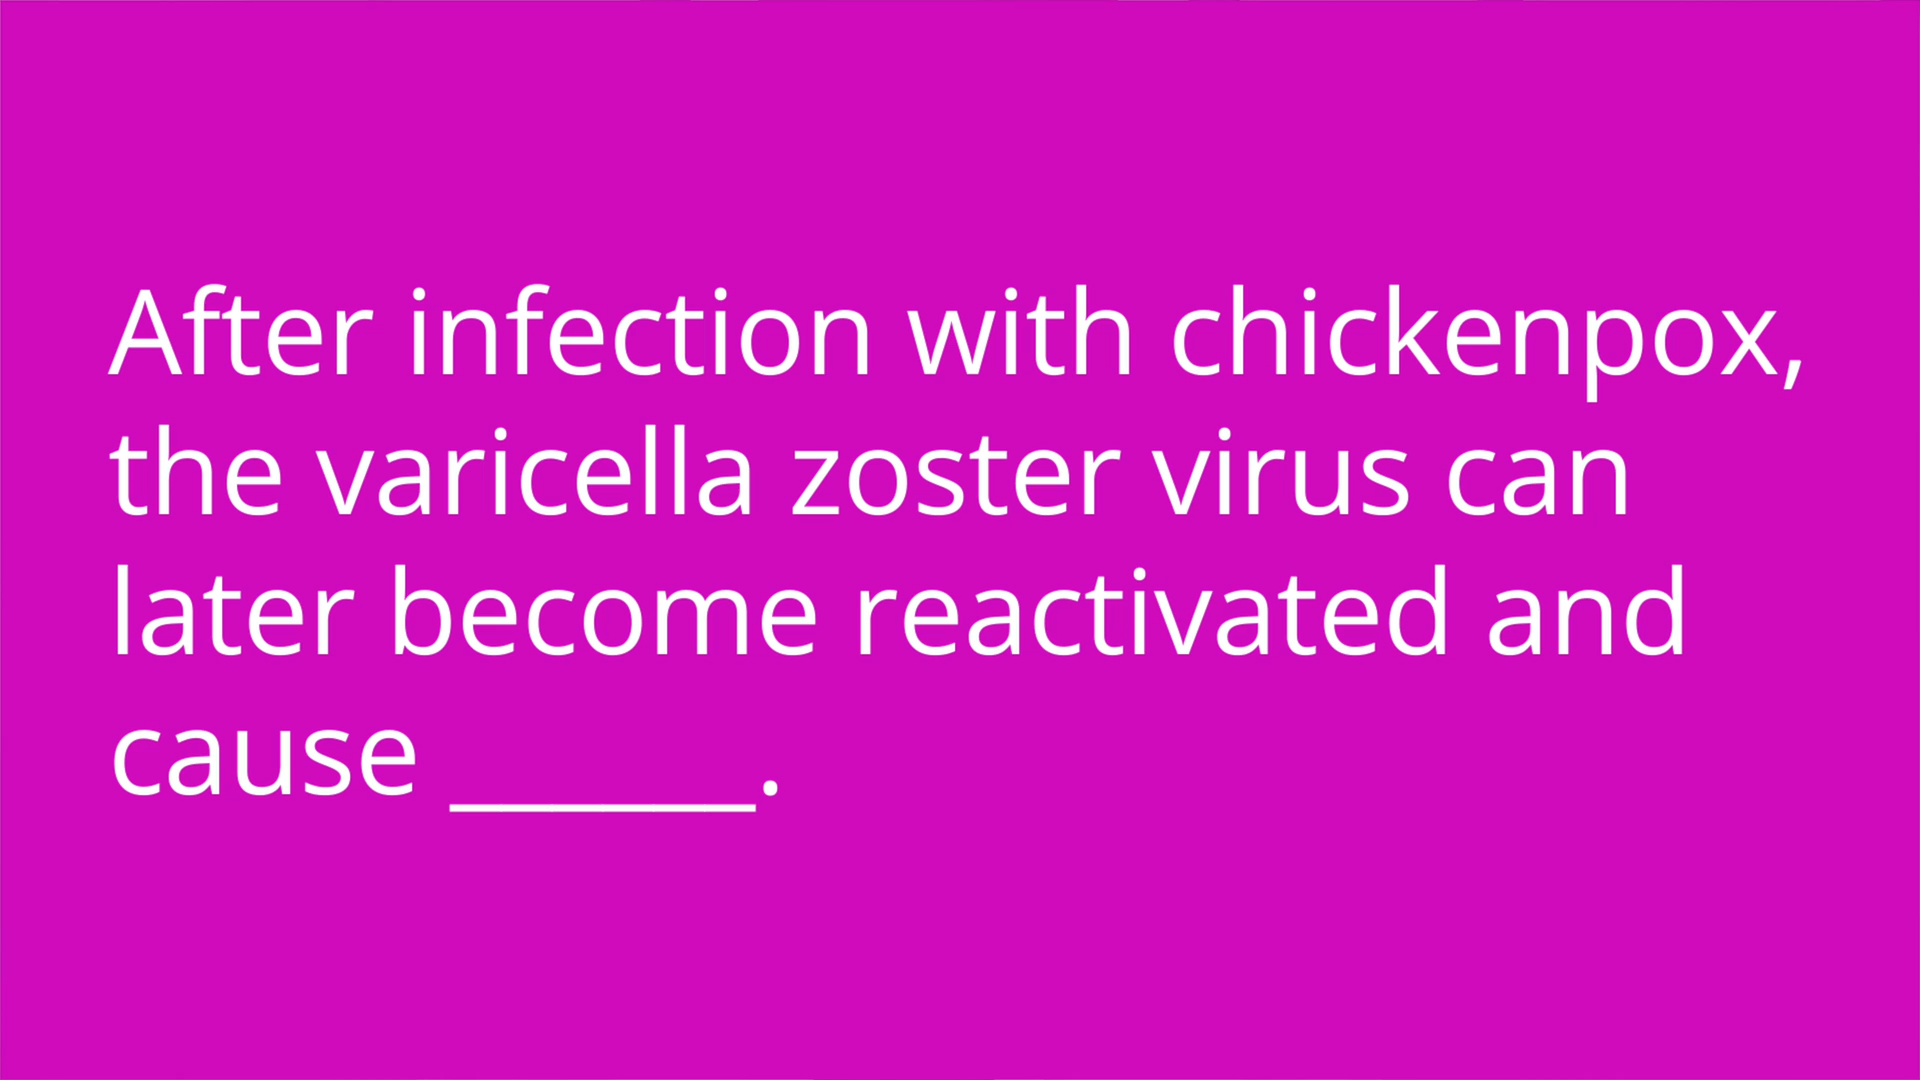 After infection with chickenpox,
the varicella zoster virus can
later become reactivated and
cause ______.